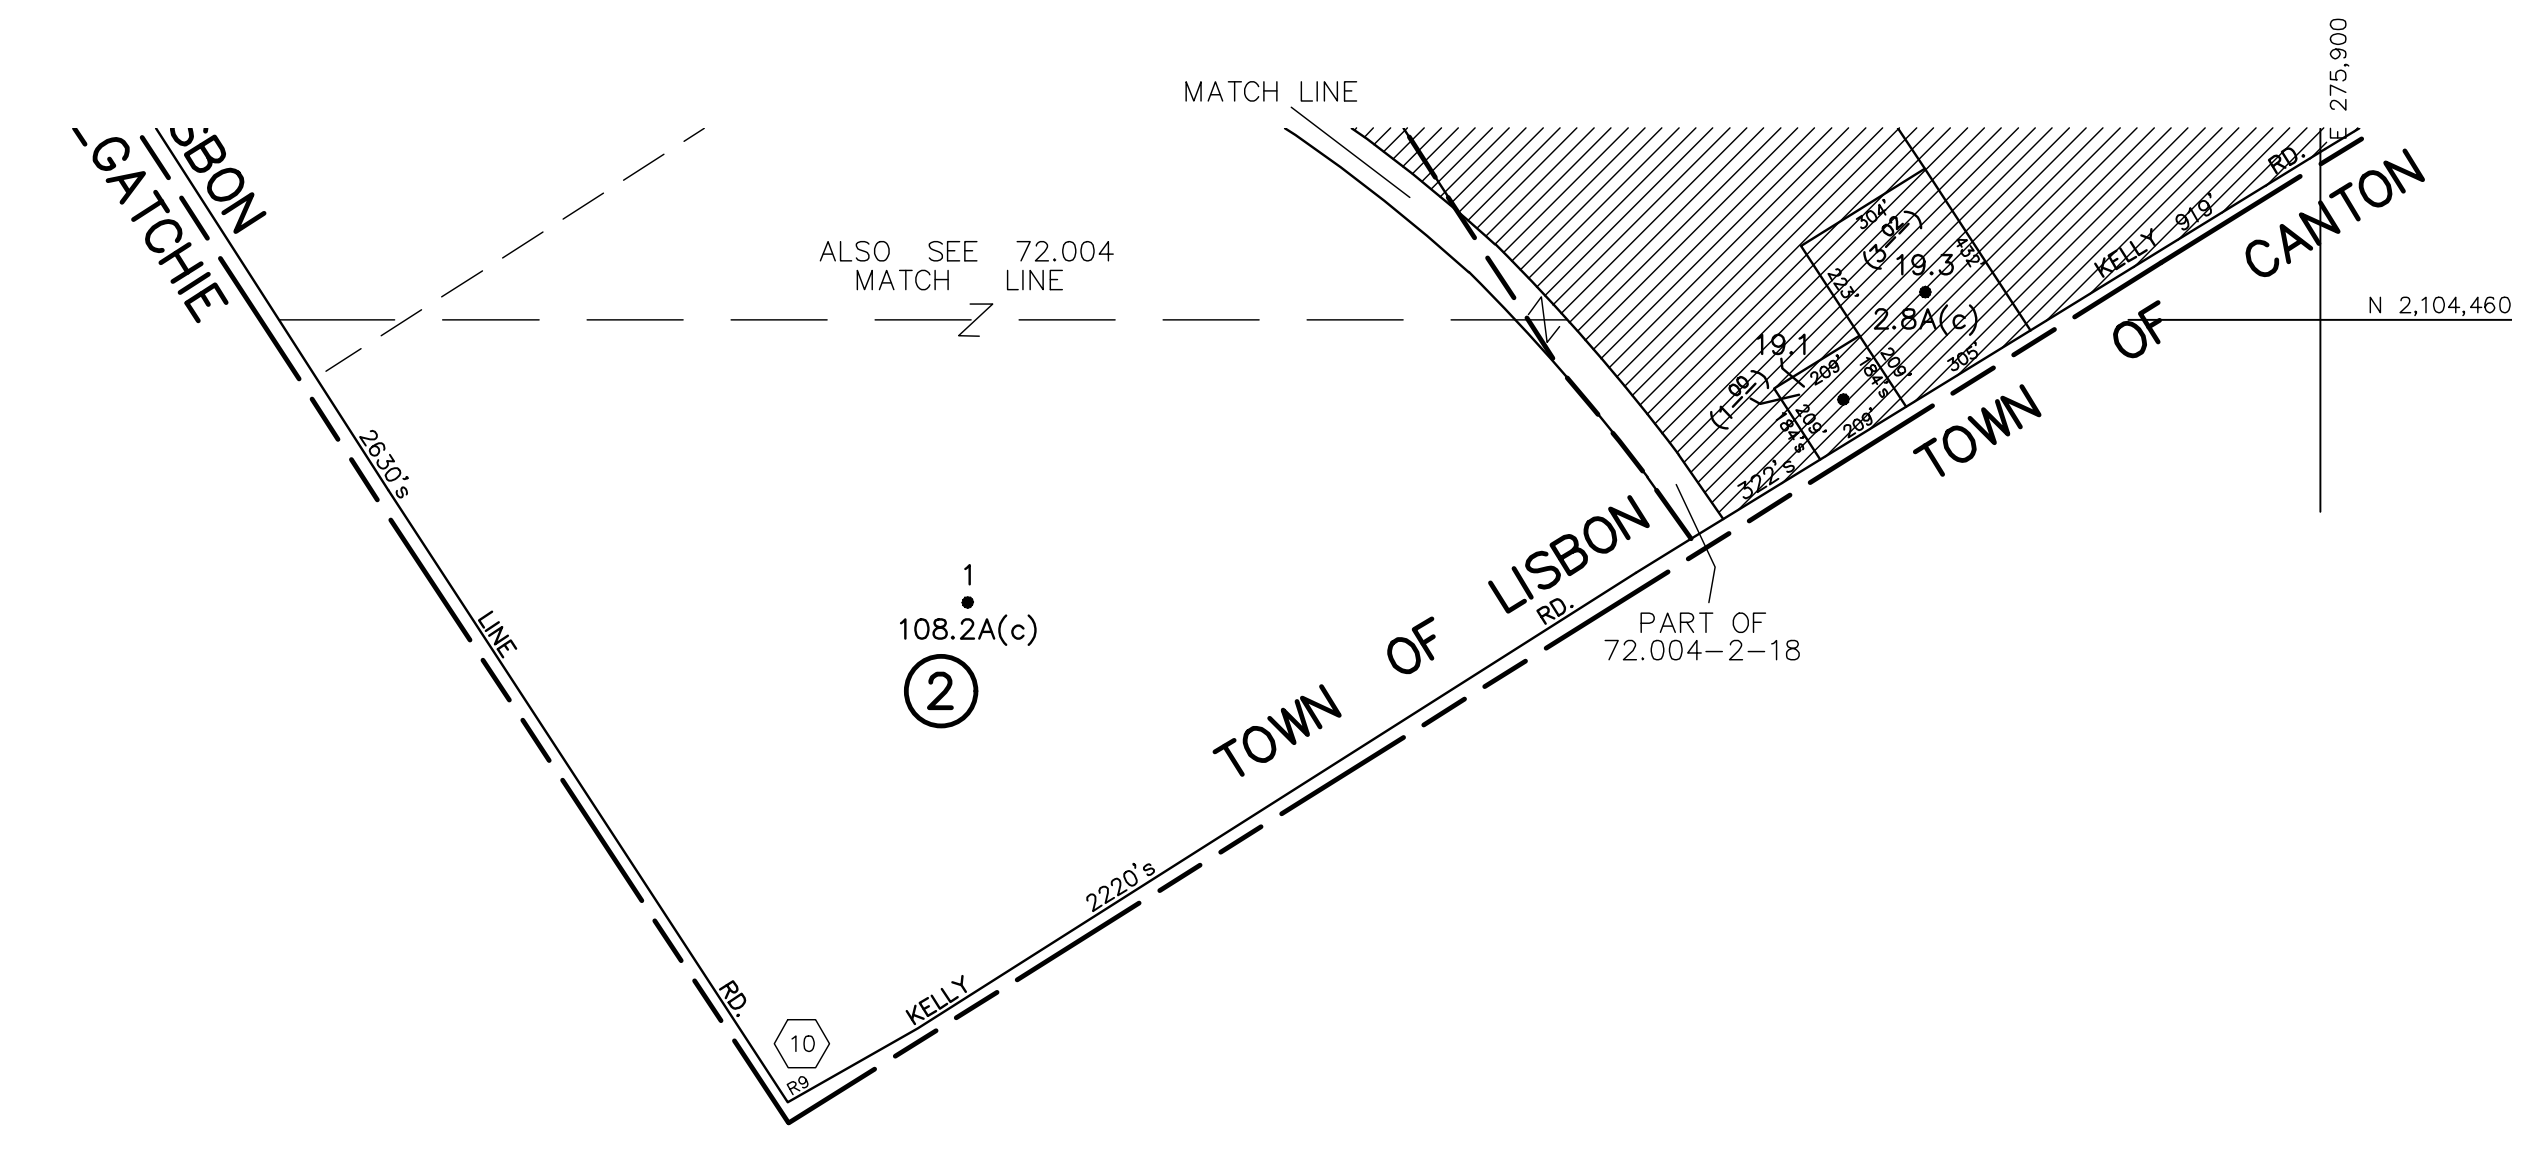 E 275,900
MATCH LINE
SBON
GATCHIE
RD.
CANTON
304'
(3.02)
432'
919'
KELLY
ALSO SEE 72.004
MATCH LINE
19.3
223'
N 2,104,460
2.8A(c)
OF
19.1
209'
209'
184's
305'
(1.00)
209'
184's
209'
TOWN
2630's
322's
LISBON
1
LINE
108.2A(c)
RD.
PART OF
72.004-2-18
OF
2
TOWN
2220's
RD.
KELLY
10
R9